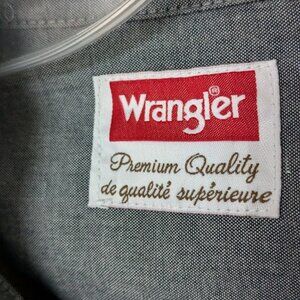 Wrangler®
Premium Quality
de qualité supérieure